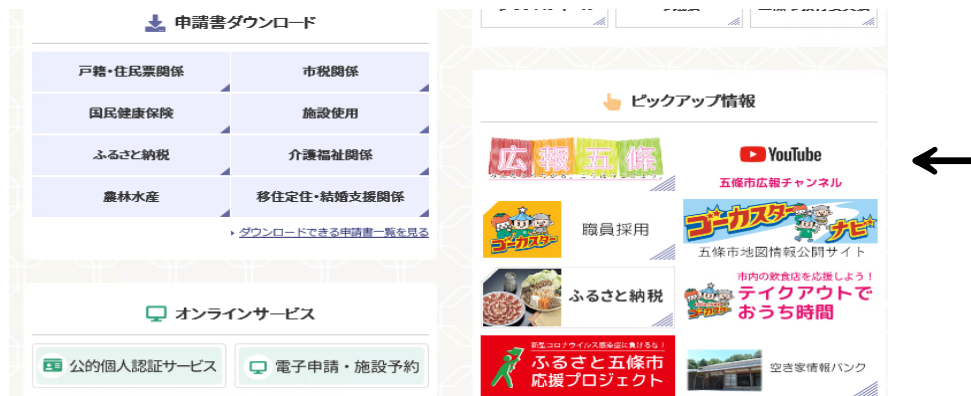 申請書ダウンロード
戸籍・住民票関係
市税関係
国民健康保険
施設使用
ふるさと納税
介護福祉関係
農林水産
移住定住・結婚支援関係
ダウンロードできる申請書一覧を見る
オンラインサービス
公的個人認証サービス
電子申請・施設予約
ピックアップ情報
広報五條
YouTube
五條市広報チャンネル
ゴーカスター
職員採用
ゴーカスターナビ
五條市地図情報公開サイト
ふるさと納税
市内の飲食店を応援しよう!
テイクアウトで
おうち時間
新型コロナウイルス感染症に負けるな!
ふるさと五條市
応援プロジェクト
空き家情報バンク